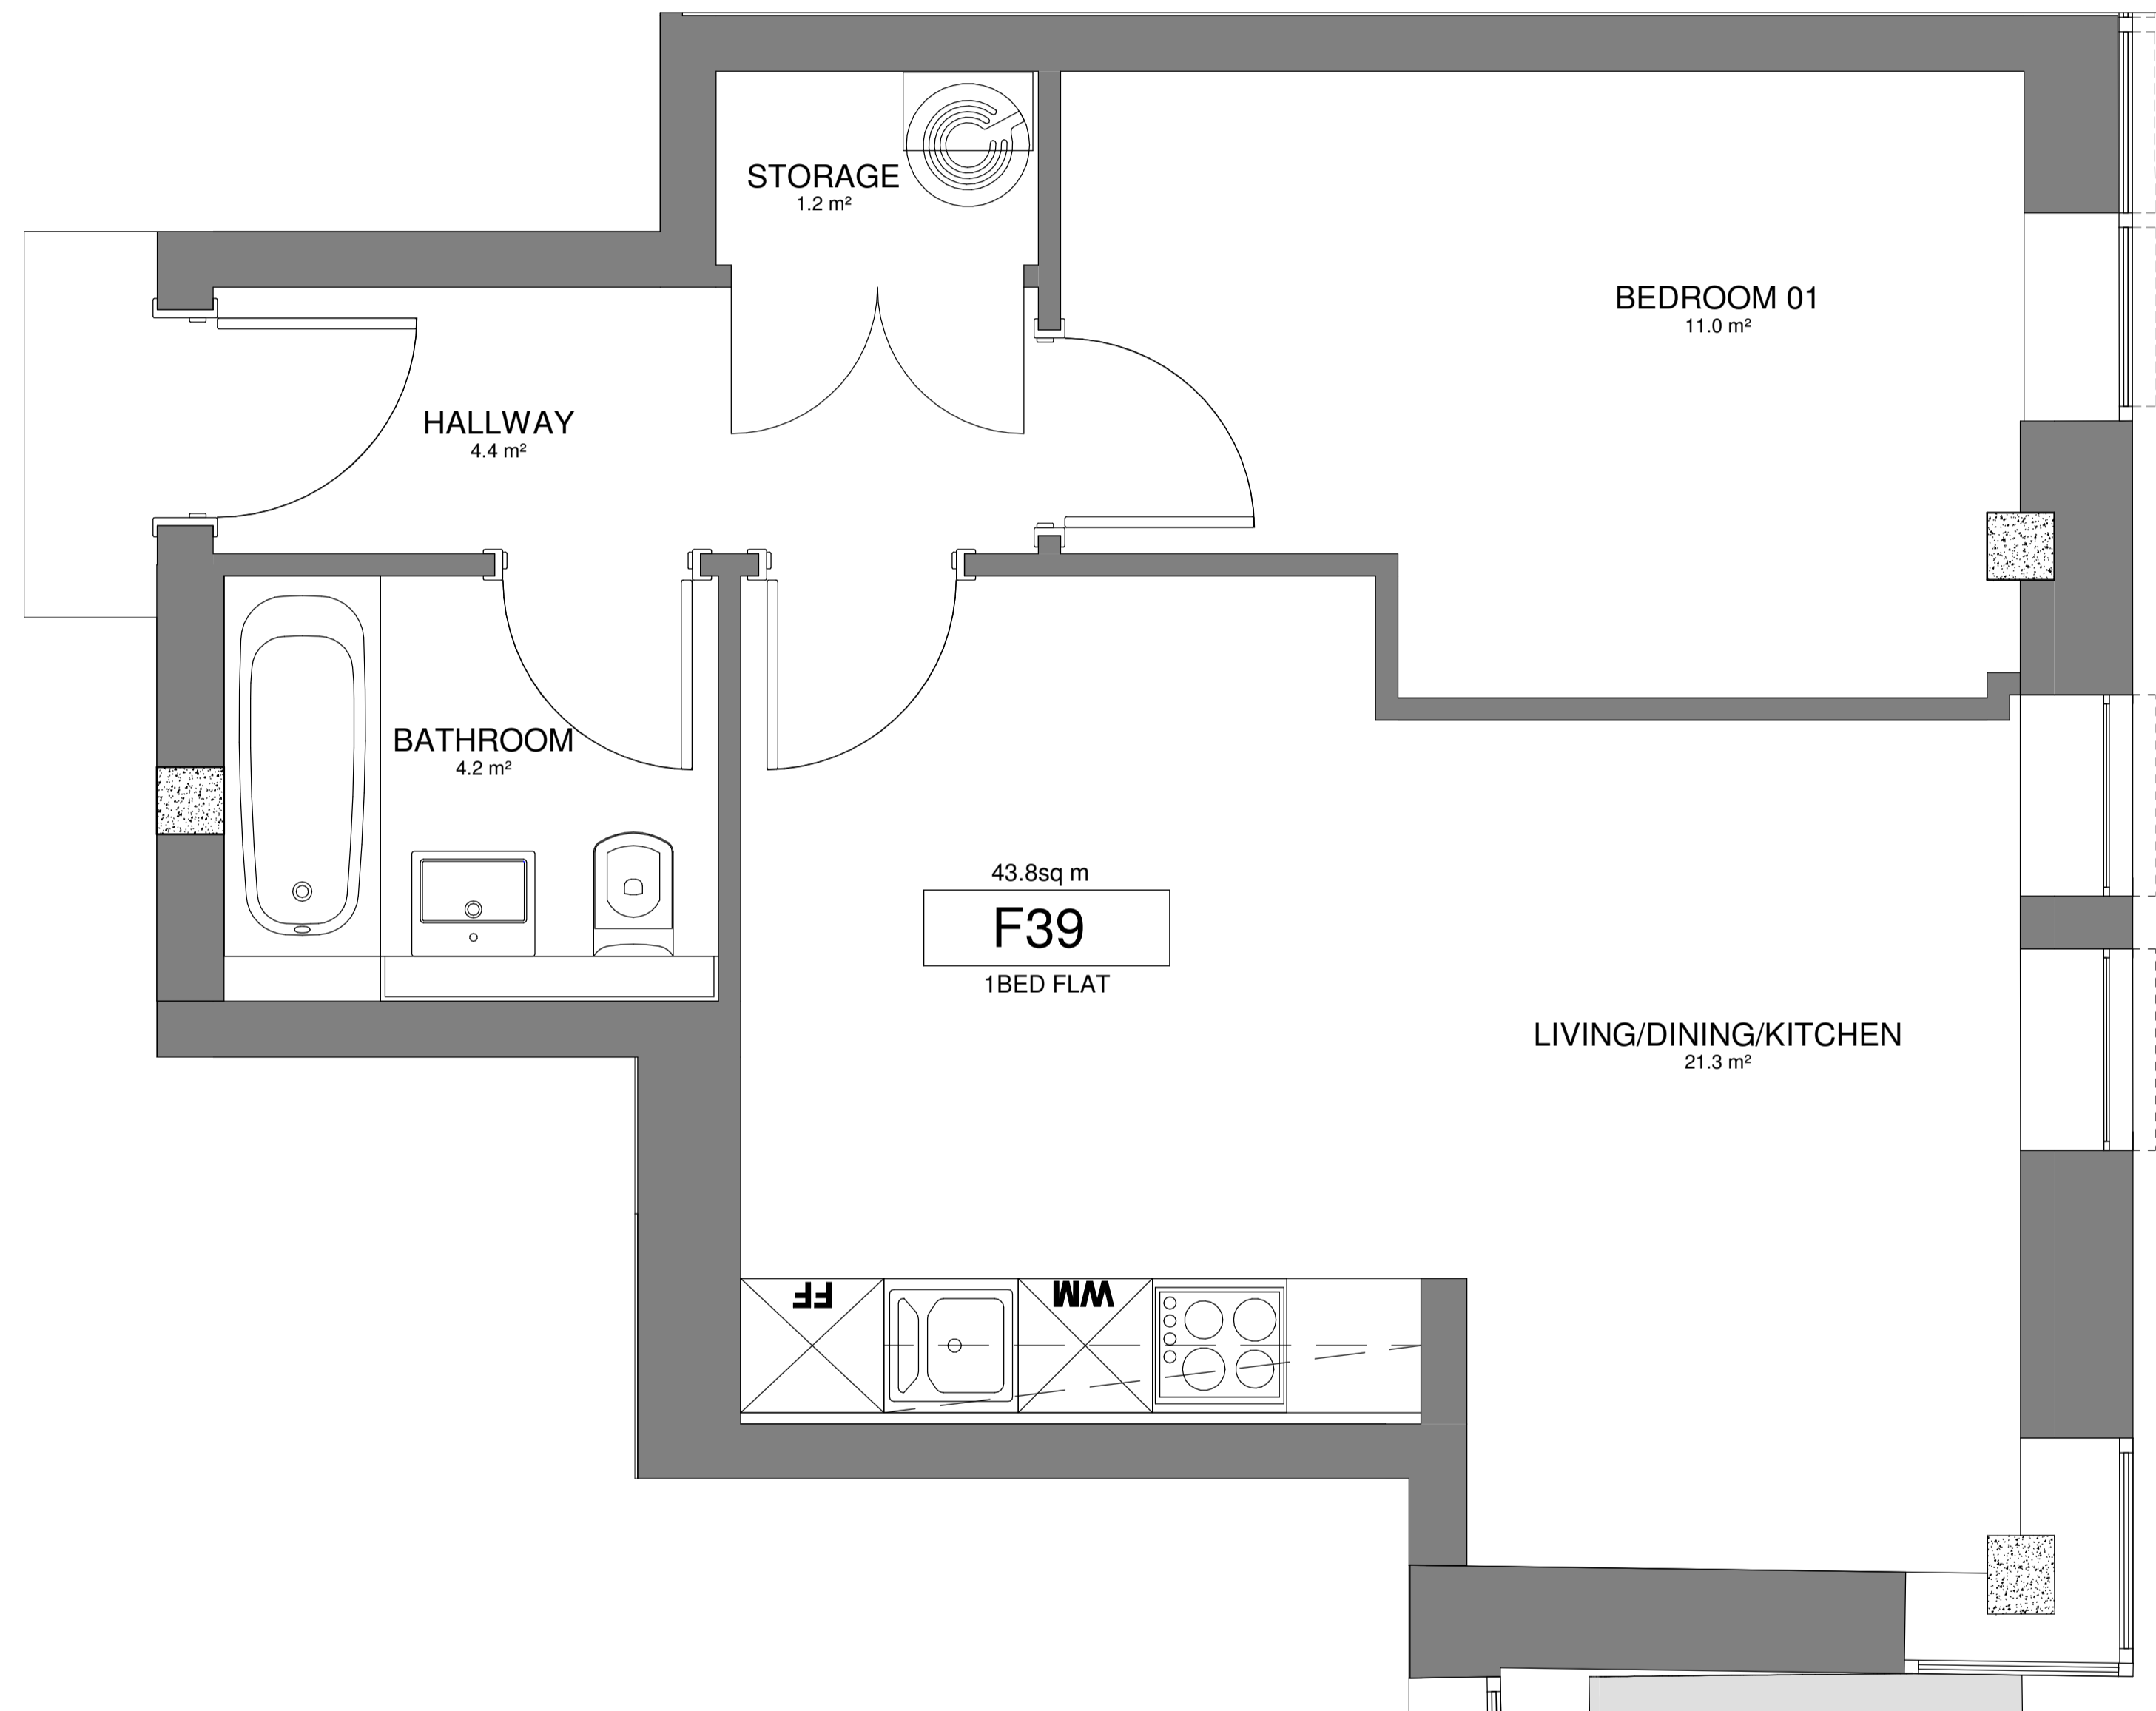 STORAGE
1.2 m²
BEDROOM 01
11.0 m²
HALLWAY
4.4 m²
BATHROOM
4.2 m²
43.8sq m
F39
1BED FLAT
LIVING/DINING/KITCHEN
21.3 m²
FF
WM